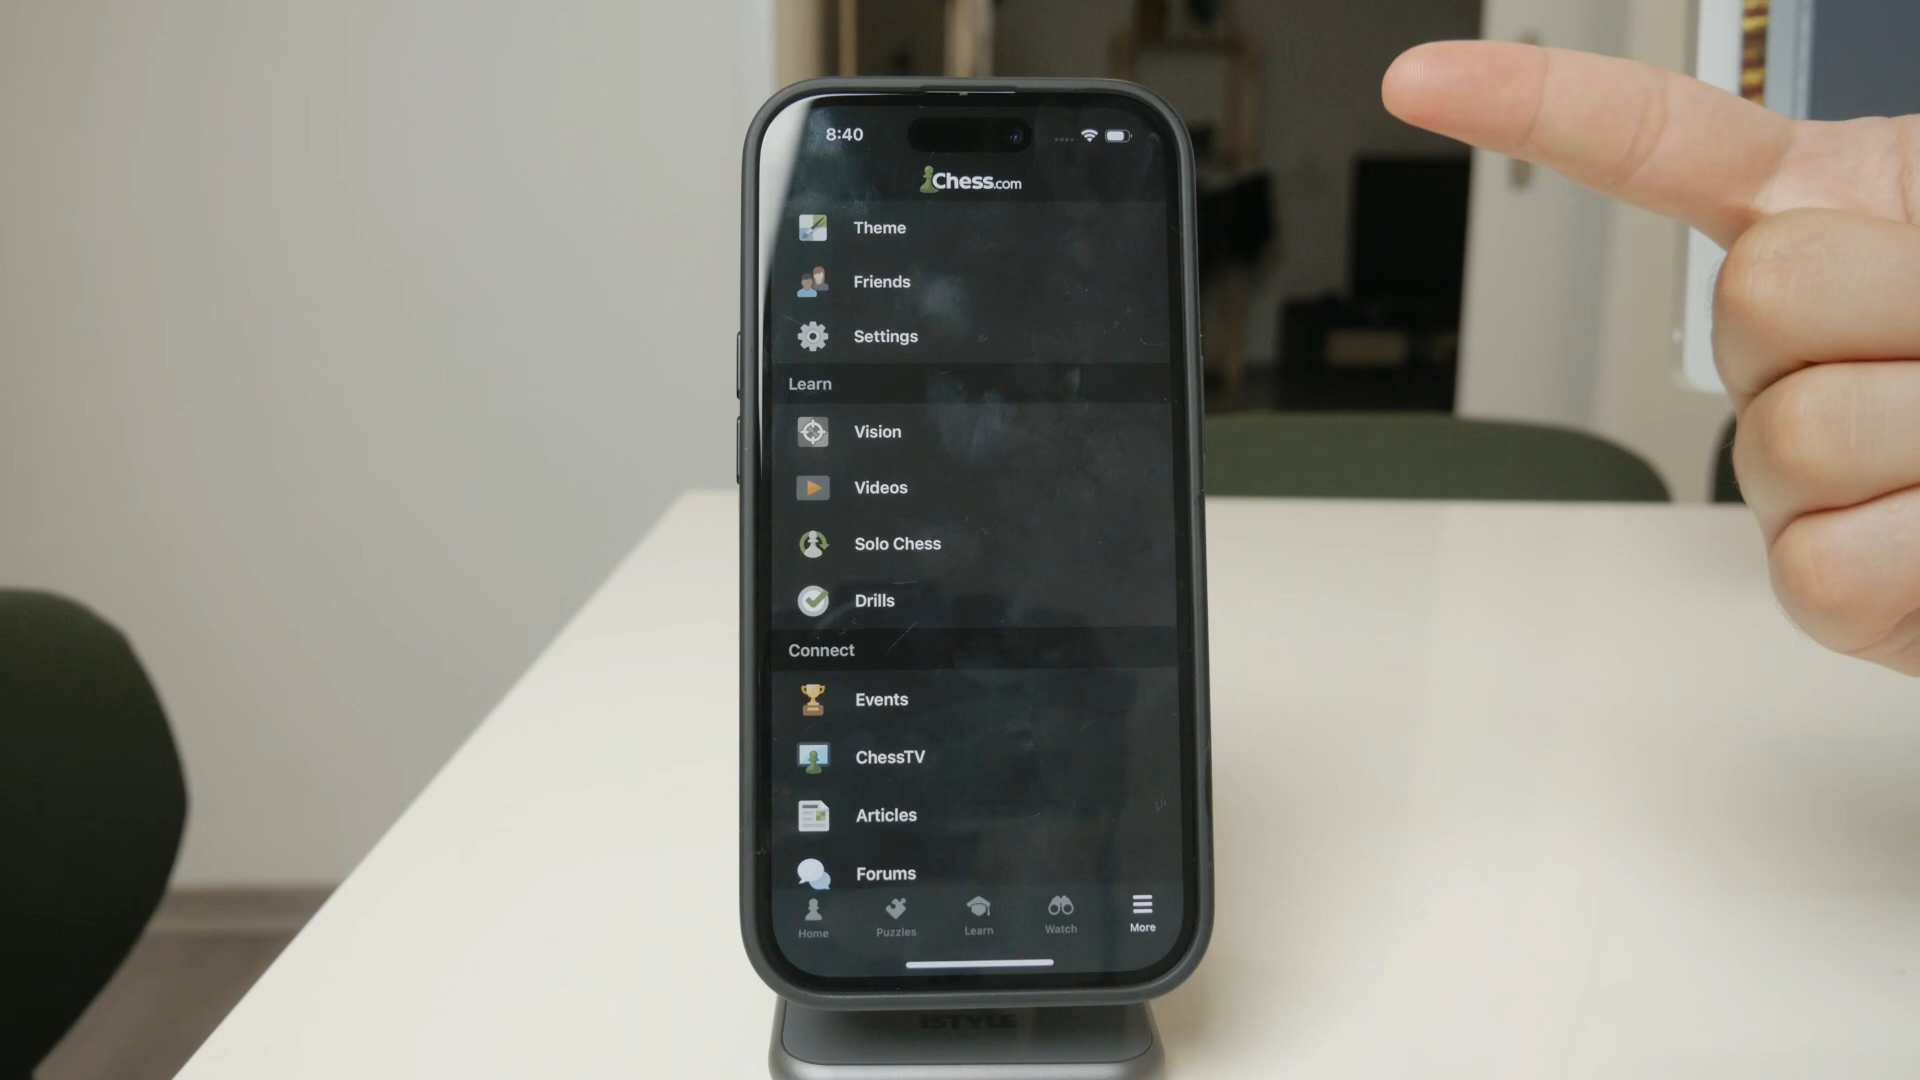 8:40
Chess.com
Theme
Friends
Settings
Learn
Vision
Videos
Solo Chess
Drills
Connect
Events
ChessTV
Articles
Forums
Home Puzzles Learn Watch More
iSTYLE